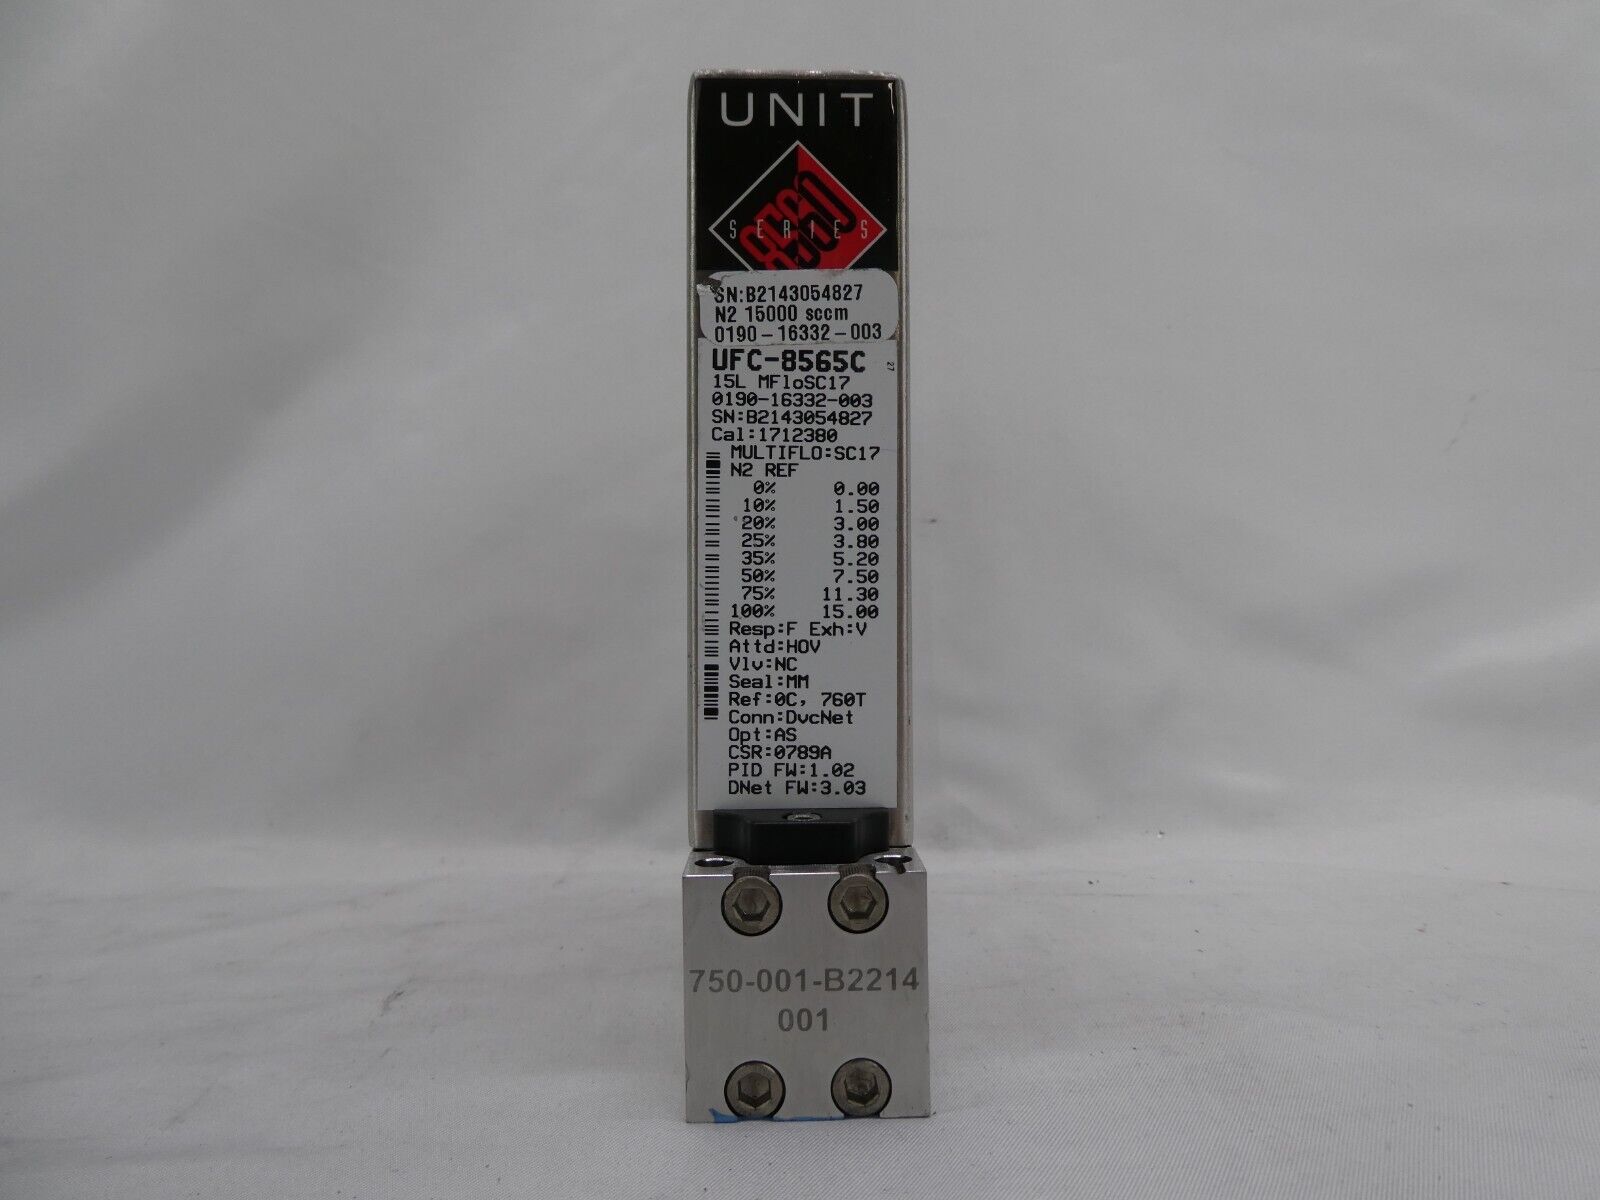 UNIT
8560
SERIES
SN:B2143054827
N2 15000 sccm
0190-16332-003
UFC-8565C
27
15L MFloSC17
0190-16332-003
SN:B2143054827
Cal:1712380
MULTIFLO:SC17
N2 REF
0% 0.00
10% 1.50
20% 3.00
25% 3.80
35% 5.20
50% 7.50
75% 11.30
100% 15.00
Resp:F Exh:V
Attd:HOV
Vlv:NC
Seal:MM
Ref:0C, 760T
Conn:DvcNet
Opt:AS
CSR:0789A
PID FW:1.02
DNet FW:3.03
750-001-B2214
001